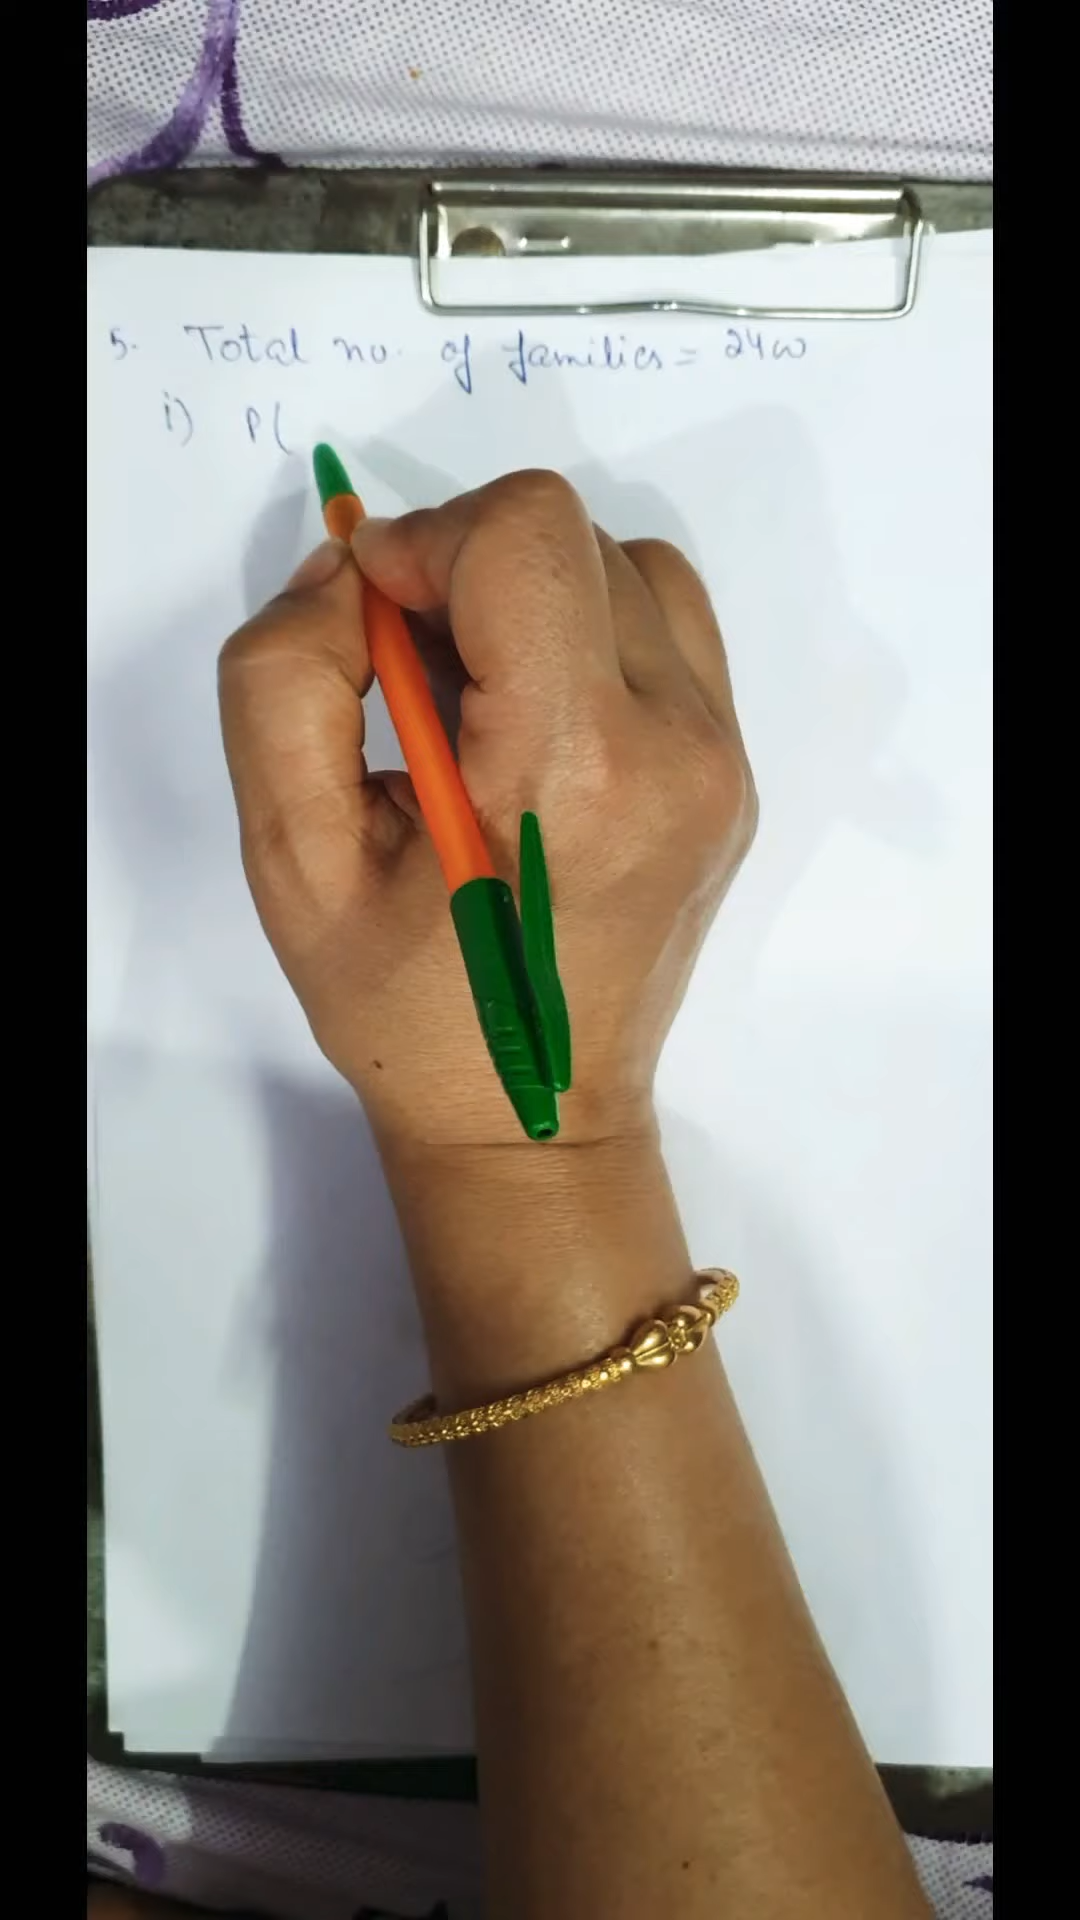 5. Total no. of families = 2400
i) P(